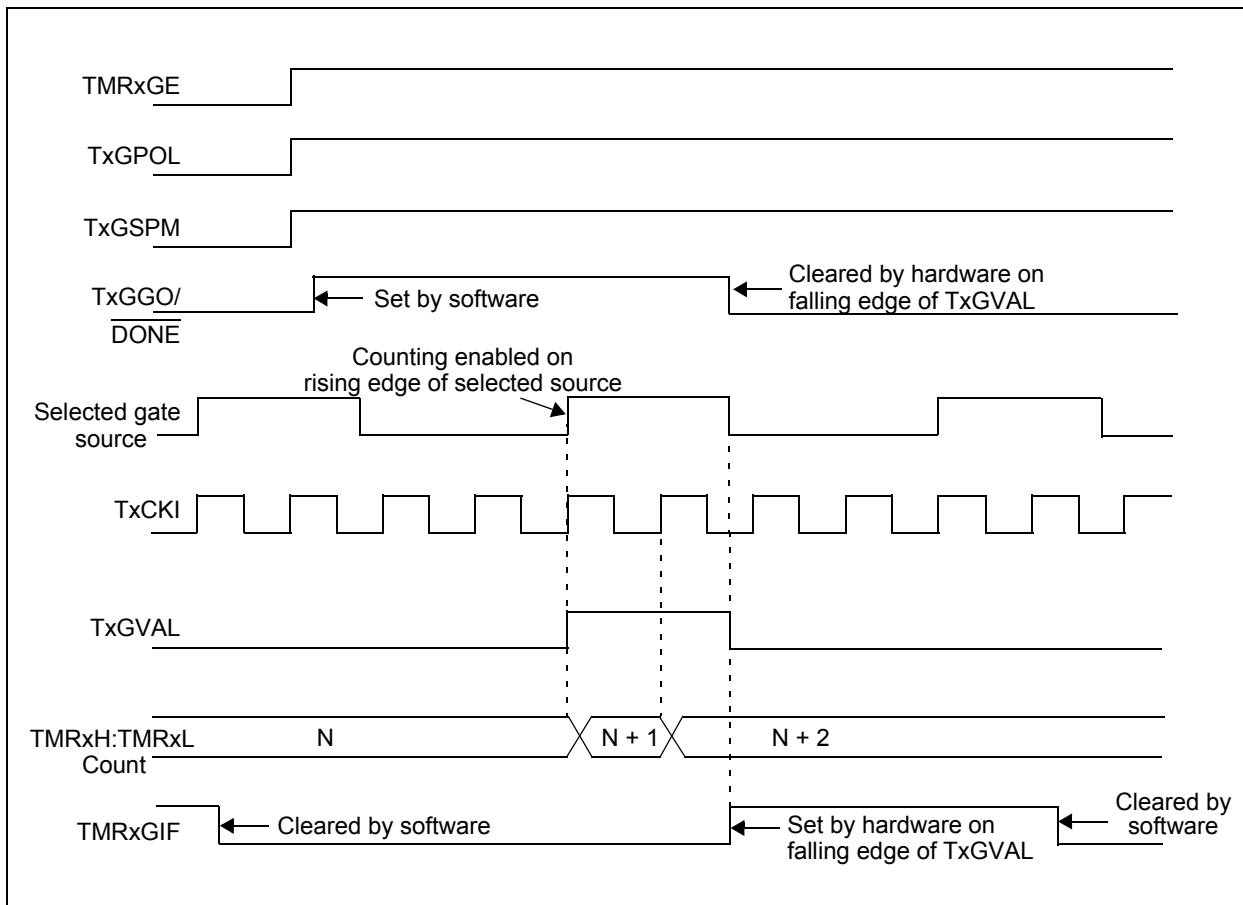 TMRxGE
TxGPOL
TxGSPM
TxGGO/
DONE
Set by software
Cleared by hardware on
falling edge of TxGVAL
Counting enabled on
rising edge of selected source
Selected gate
source
TxCKI
TxGVAL
TMRxH:TMRxL
Count
N
N + 1
N + 2
TMRxGIF
Cleared by software
Set by hardware on
falling edge of TxGVAL
Cleared by
software